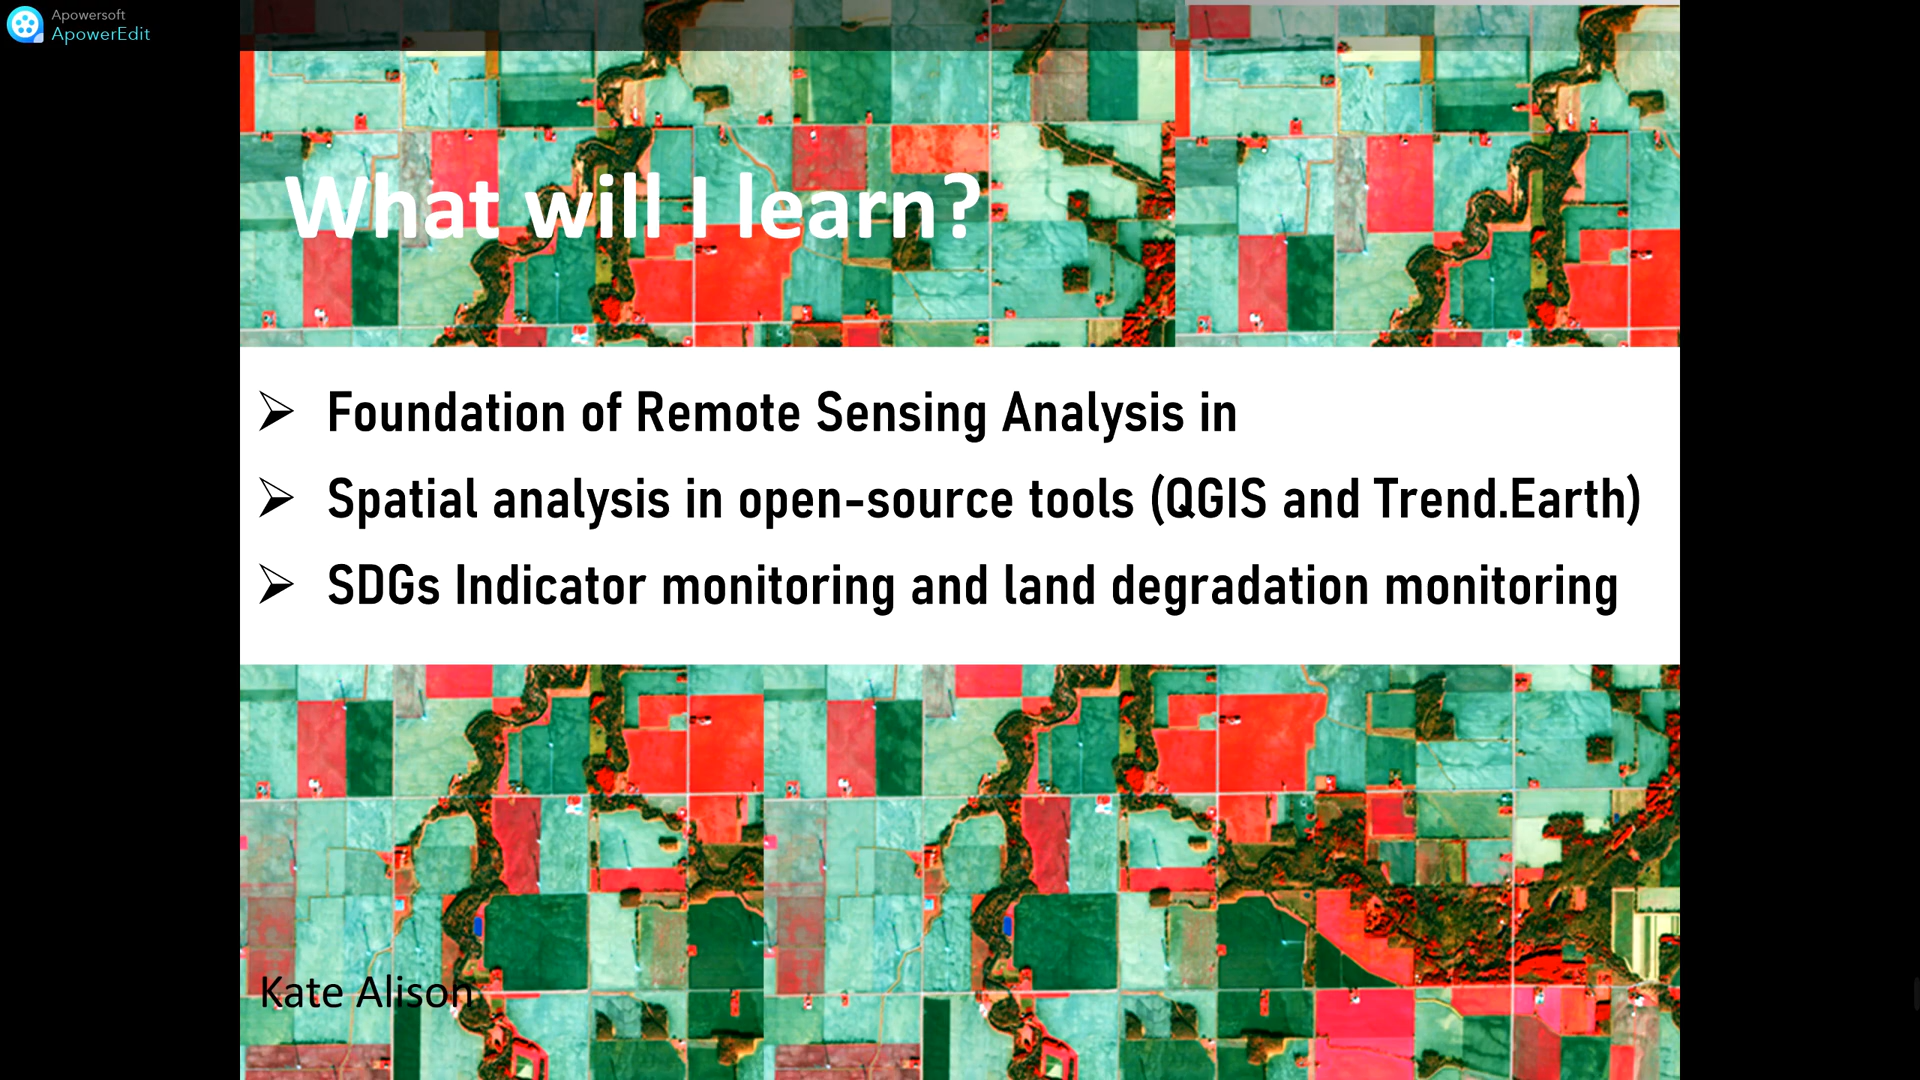 Apowersoft
ApowerEdit
What will I learn?
➢ Foundation of Remote Sensing Analysis in
➢ Spatial analysis in open-source tools (QGIS and Trend.Earth)
➢ SDGs Indicator monitoring and land degradation monitoring
Kate Alison